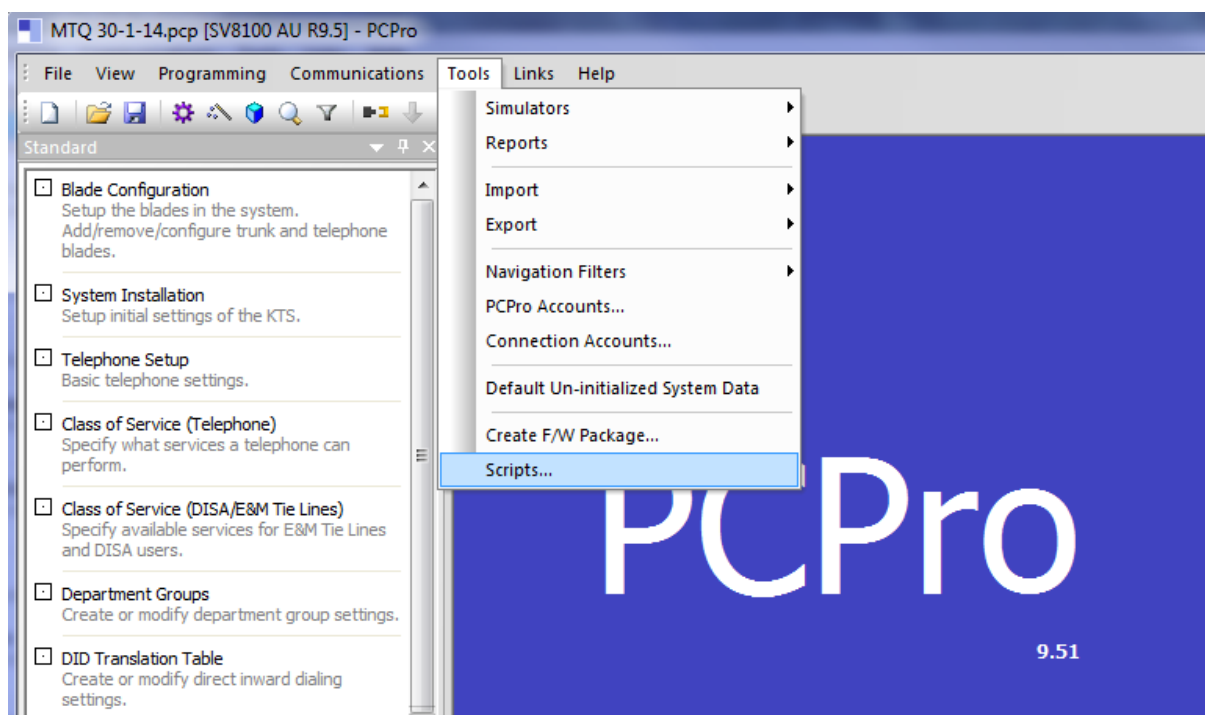 MTQ 30-1-14.pcp [SV8100 AU R9.5] - PCPro
File View Programming Communications Tools Links Help
Standard
Blade Configuration
Setup the blades in the system.
Add/remove/configure trunk and telephone
blades.
System Installation
Setup initial settings of the KTS.
Telephone Setup
Basic telephone settings.
Class of Service (Telephone)
Specify what services a telephone can
perform.
Class of Service (DISA/E&M Tie Lines)
Specify available services for E&M Tie Lines
and DISA users.
Department Groups
Create or modify department group settings.
DID Translation Table
Create or modify direct inward dialing
settings.
Simulators
Reports
Import
Export
Navigation Filters
PCPro Accounts...
Connection Accounts...
Default Un-initialized System Data
Create F/W Package...
Scripts...
PCPro
9.51